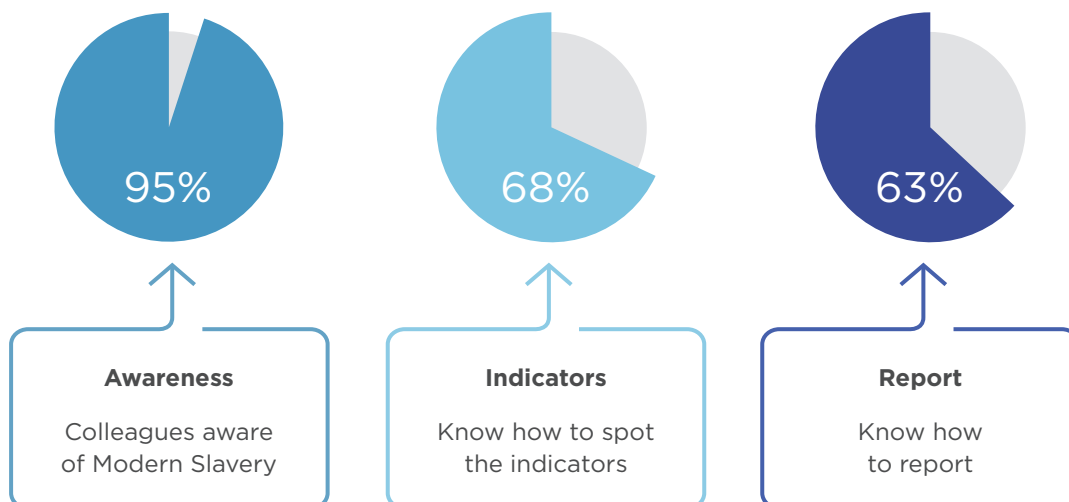 95%
68%
63%
Awareness
Colleagues aware
of Modern Slavery
Indicators
Know how to spot
the indicators
Report
Know how
to report